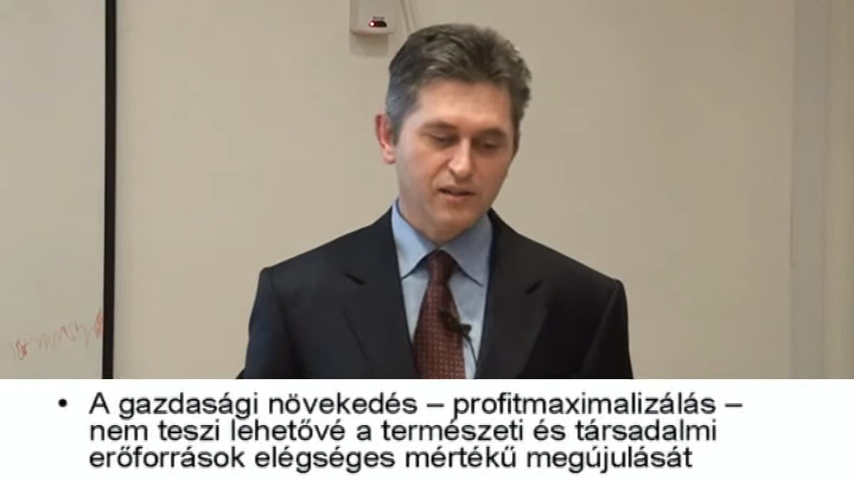 • A gazdasági növekedés – profitmaximalizálás –
nem teszi lehetővé a természeti és társadalmi
erőforrások elégséges mértékű megújulását